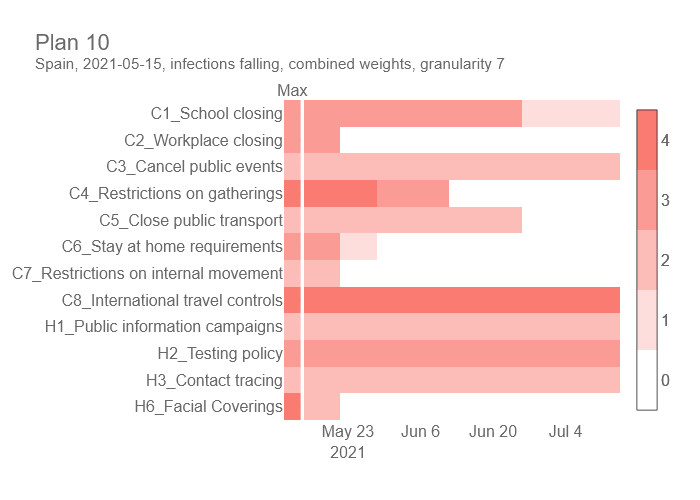 Plan 10
Spain, 2021-05-15, infections falling, combined weights, granularity 7
Max
C1_School closing
C2_Workplace closing
C3_Cancel public events
C4_Restrictions on gatherings
C5_Close public transport
C6_Stay at home requirements
C7_Restrictions on internal movement
C8_International travel controls
H1_Public information campaigns
H2_Testing policy
H3_Contact tracing
H6_Facial Coverings
4
3
2
1
0
May 23 Jun 6 Jun 20 Jul 4
2021